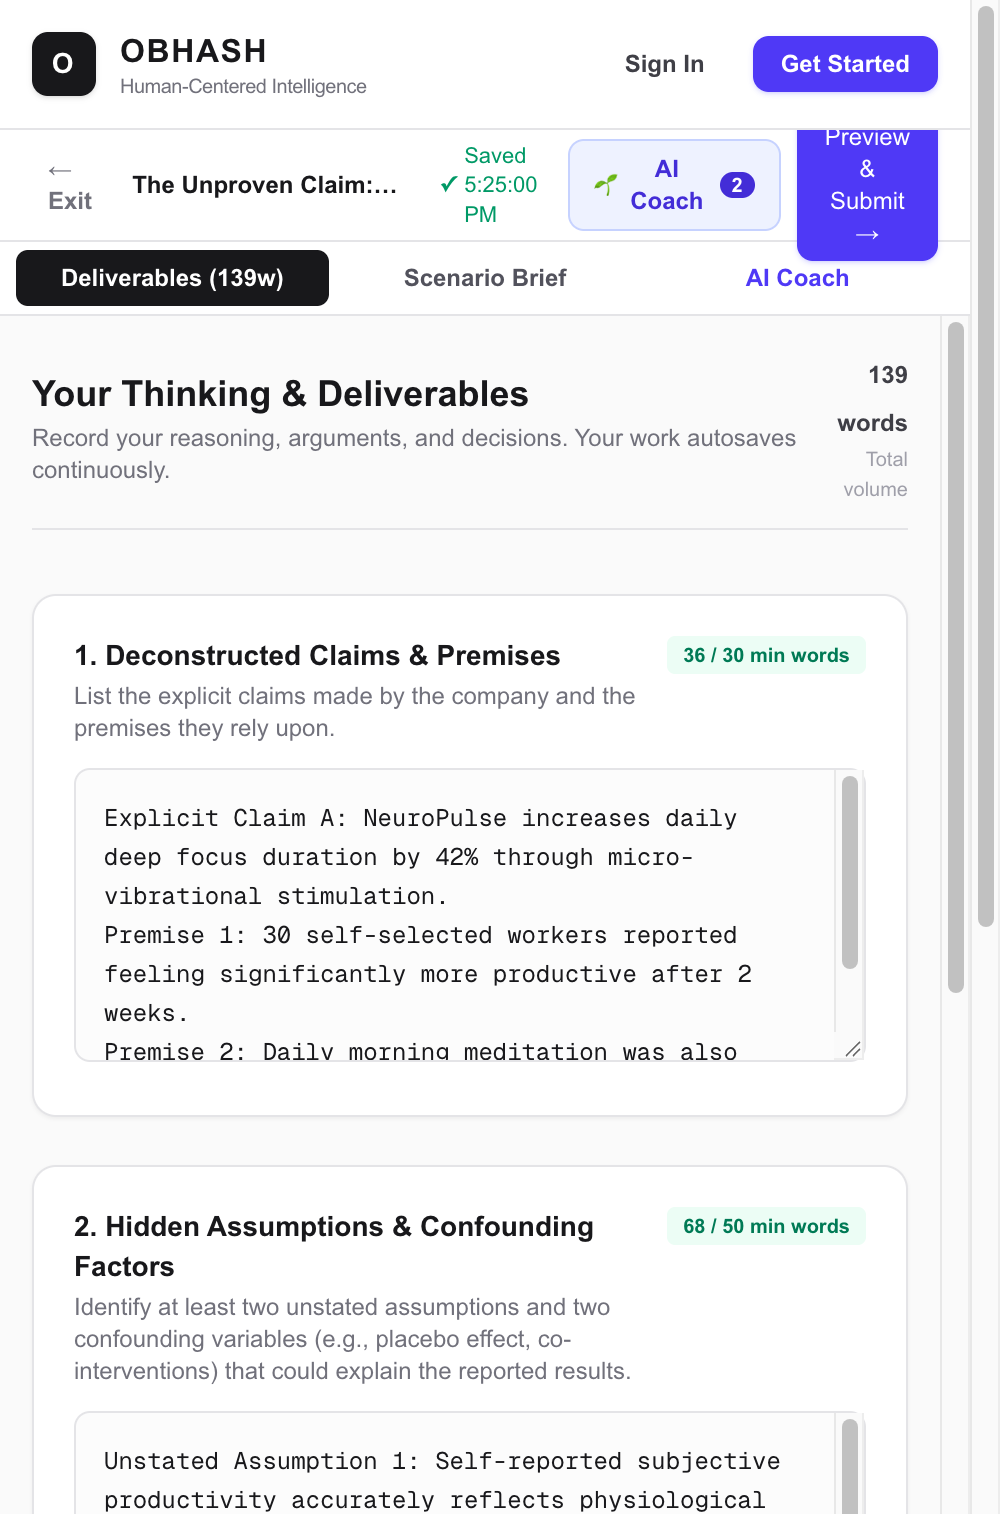 O
OBHASH
Human-Centered Intelligence
Sign In
Get Started
← Exit
The Unproven Claim:...
✓ Saved 5:25:00 PM
AI Coach 2
Preview & Submit →
Deliverables (139w)
Scenario Brief
AI Coach
Your Thinking & Deliverables
Record your reasoning, arguments, and decisions. Your work autosaves
continuously.
139
words
Total
volume
1. Deconstructed Claims & Premises
36 / 30 min words
List the explicit claims made by the company and the
premises they rely upon.
Explicit Claim A: NeuroPulse increases daily
deep focus duration by 42% through micro-
vibrational stimulation.
Premise 1: 30 self-selected workers reported
feeling significantly more productive after 2
weeks.
Premise 2: Daily morning meditation was also
2. Hidden Assumptions & Confounding
Factors
68 / 50 min words
Identify at least two unstated assumptions and two
confounding variables (e.g., placebo effect, co-
interventions) that could explain the reported results.
Unstated Assumption 1: Self-reported subjective
productivity accurately reflects physiological